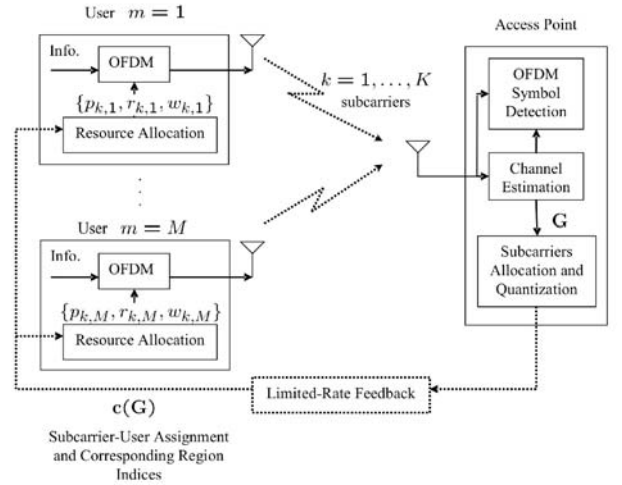 User m = 1
Info.
OFDM
{p_{k,1}, r_{k,1}, w_{k,1}}
Resource Allocation
User m = M
Info.
OFDM
{p_{k,M}, r_{k,M}, w_{k,M}}
Resource Allocation
k = 1, . . . , K
subcarriers
Access Point
OFDM
Symbol
Detection
Channel
Estimation
G
Subcarriers
Allocation and
Quantization
Limited-Rate Feedback
c(G)
Subcarrier-User Assignment
and Corresponding Region
Indices